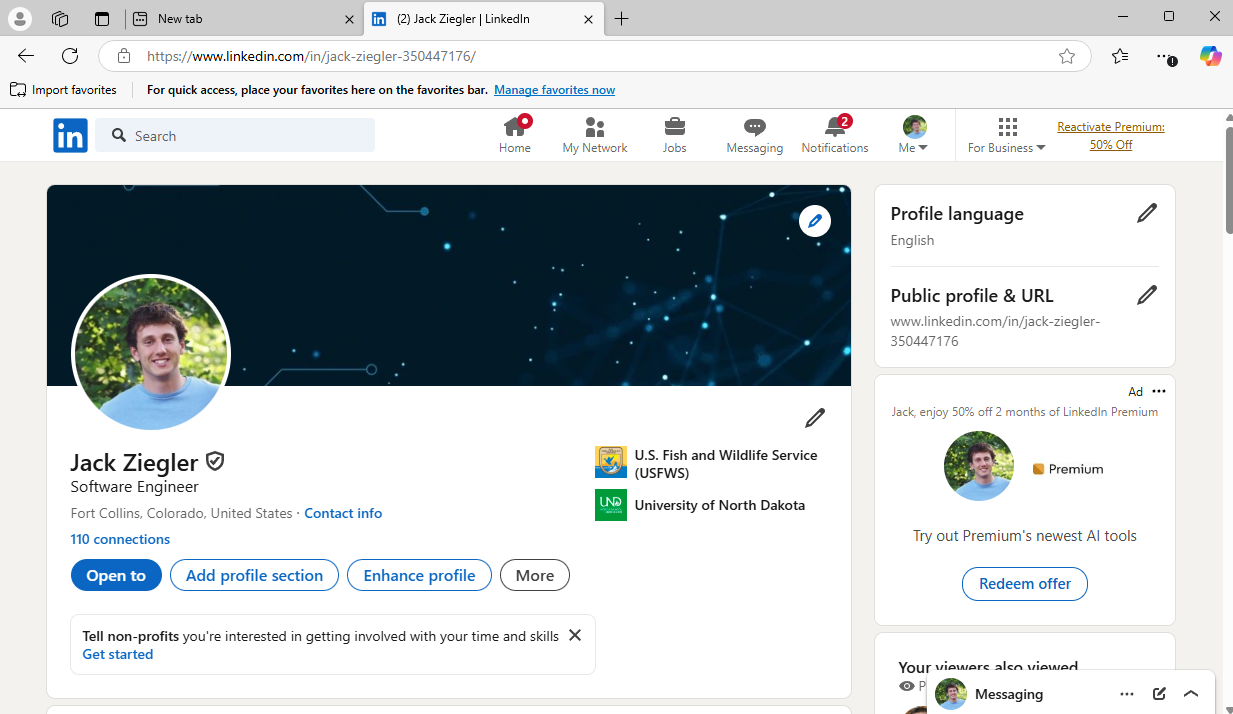 New tab
(2) Jack Ziegler | LinkedIn
https://www.linkedin.com/in/jack-ziegler-350447176/
Import favorites
For quick access, place your favorites here on the favorites bar. Manage favorites now
in
Search
Home
My Network
Jobs
Messaging
2
Notifications
Me
For Business
Reactivate Premium:
50% Off
Jack Ziegler
Software Engineer
Fort Collins, Colorado, United States · Contact info
110 connections
U.S. Fish and Wildlife Service
(USFWS)
UND
University of North Dakota
Open to
Add profile section
Enhance profile
More
Tell non-profits you're interested in getting involved with your time and skills
Get started
Profile language
English
Public profile & URL
www.linkedin.com/in/jack-ziegler-
350447176
Ad
Jack, enjoy 50% off 2 months of LinkedIn Premium
Premium
Try out Premium's newest AI tools
Redeem offer
Your viewers also viewed
Messaging